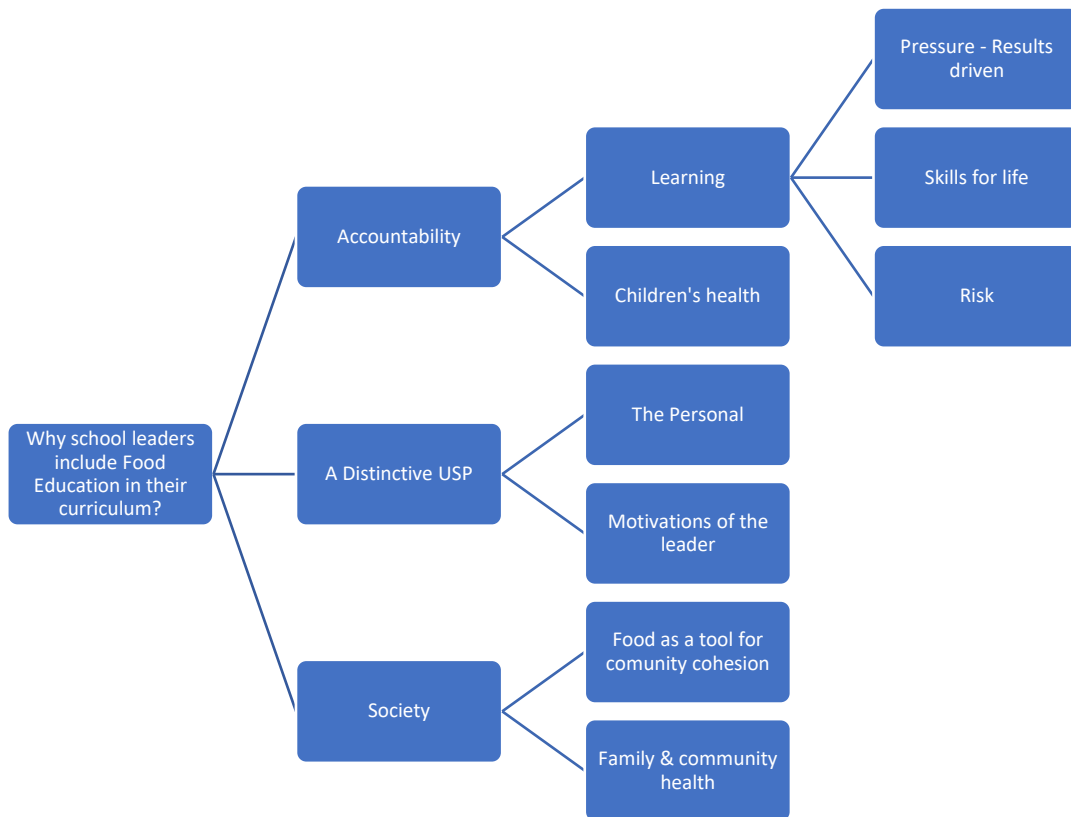 Why school leaders
include Food
Education in their
curriculum?
Accountability
Learning
Pressure - Results
driven
Skills for life
Risk
Children's health
A Distinctive USP
The Personal
Motivations of the
leader
Society
Food as a tool for
comunity cohesion
Family & community
health